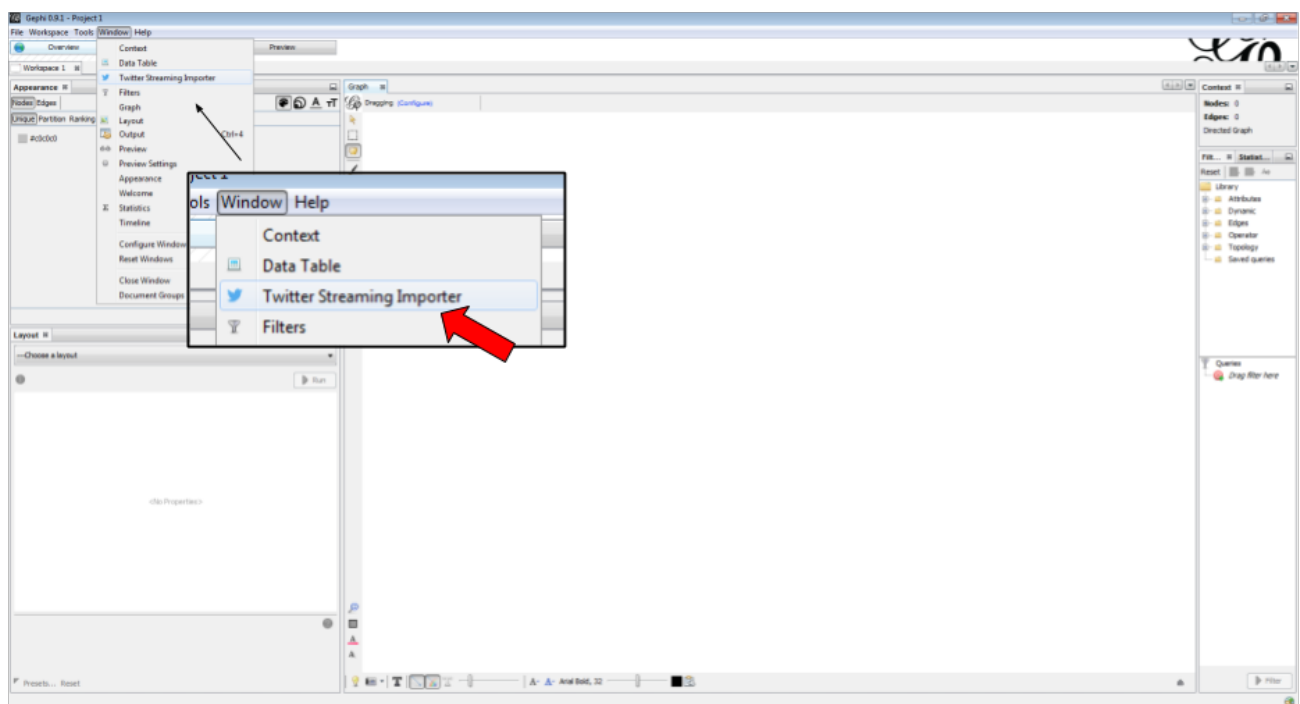 Gephi 0.9.1 - Project 1
File Workspace Tools Window Help
Overview
Preview
Workspace 1
Context
Data Table
Twitter Streaming Importer
Filters
Graph
Layout
Output Ctrl+4
Preview
Preview Settings
Appearance
Welcome
Statistics
Timeline
Configure Window
Reset Windows
Close Window
Document Groups
Appearance
Nodes Edges
Unique Partition Ranking
#c0c0c0
ols Window Help
Context
Data Table
Twitter Streaming Importer
Filters
Layout
---Choose a layout
Run
<No Properties>
Presets... Reset
Graph
Dragging (Configure)
Arial Bold, 32
Context
Nodes: 0
Edges: 0
Directed Graph
Filt... Statist...
Reset
Library
Attributes
Dynamic
Edges
Operator
Topology
Saved queries
Queries
Drag filter here
Filter